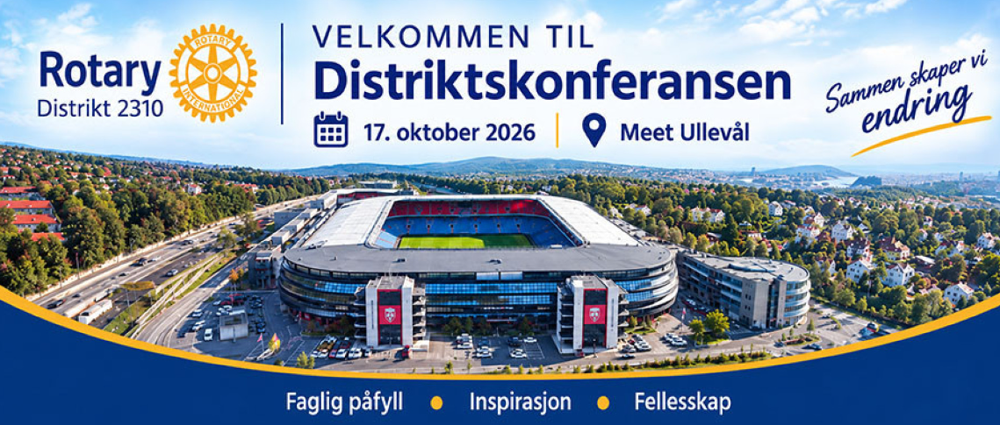 Rotary
Distrikt 2310
ROTARY
INTERNATIONAL
VELKOMMEN TIL
Distriktskonferansen
17. oktober 2026
Meet Ullevål
Sammen skaper vi
endring
Faglig påfyll • Inspirasjon • Fellesskap